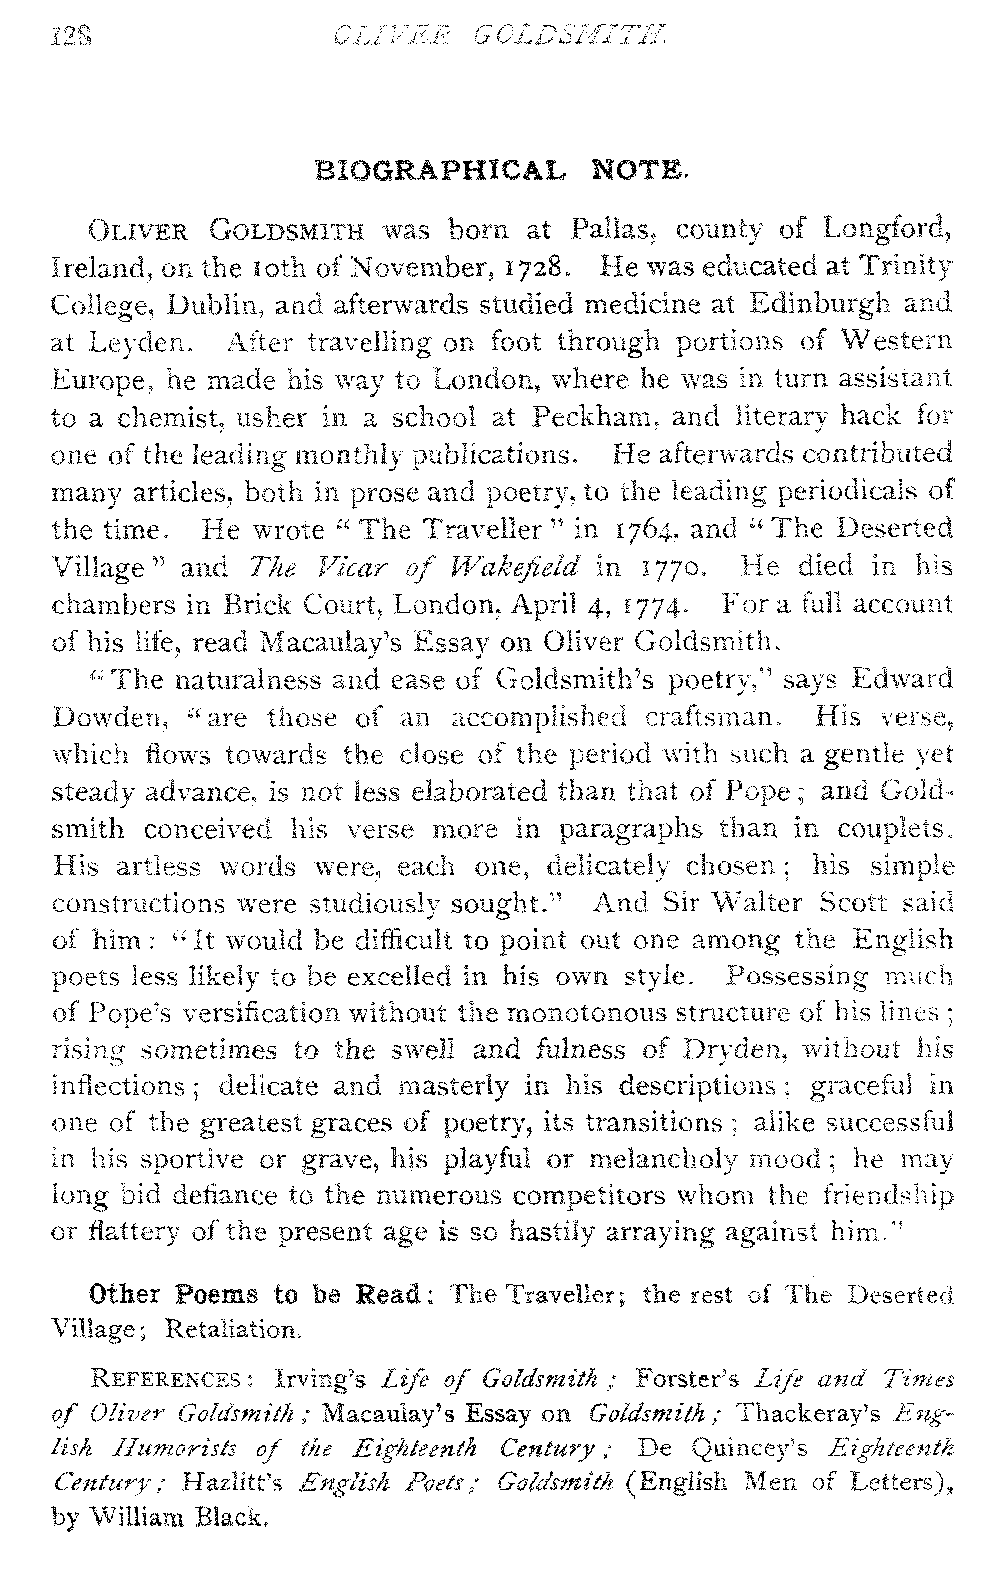 128 OLIVER GOLDSMITH.
BIOGRAPHICAL NOTE.
OLIVER GOLDSMITH was born at Pallas, county of Longford,
Ireland, on the 10th of November, 1728. He was educated at Trinity
College, Dublin, and afterwards studied medicine at Edinburgh and
at Leyden. After travelling on foot through portions of Western
Europe, he made his way to London, where he was in turn assistant
to a chemist, usher in a school at Peckham, and literary hack for
one of the leading monthly publications. He afterwards contributed
many articles, both in prose and poetry, to the leading periodicals of
the time. He wrote “The Traveller” in 1764, and “The Deserted
Village” and The Vicar of Wakefield in 1770. He died in his
chambers in Brick Court, London, April 4, 1774. For a full account
of his life, read Macaulay's Essay on Oliver Goldsmith.
“The naturalness and ease of Goldsmith's poetry,” says Edward
Dowden, “are those of an accomplished craftsman. His verse,
which flows towards the close of the period with such a gentle yet
steady advance, is not less elaborated than that of Pope; and Gold-
smith conceived his verse more in paragraphs than in couplets.
His artless words were, each one, delicately chosen; his simple
constructions were studiously sought.” And Sir Walter Scott said
of him: “It would be difficult to point out one among the English
poets less likely to be excelled in his own style. Possessing much
of Pope's versification without the monotonous structure of his lines;
rising sometimes to the swell and fulness of Dryden, without his
inflections; delicate and masterly in his descriptions; graceful in
one of the greatest graces of poetry, its transitions; alike successful
in his sportive or grave, his playful or melancholy mood; he may
long bid defiance to the numerous competitors whom the friendship
or flattery of the present age is so hastily arraying against him.”
Other Poems to be Read: The Traveller; the rest of The Deserted
Village; Retaliation.
REFERENCES: Irving's Life of Goldsmith; Forster's Life and Times
of Oliver Goldsmith; Macaulay's Essay on Goldsmith; Thackeray's Eng-
lish Humorists of the Eighteenth Century; De Quincey's Eighteenth
Century; Hazlitt's English Poets; Goldsmith (English Men of Letters),
by William Black.